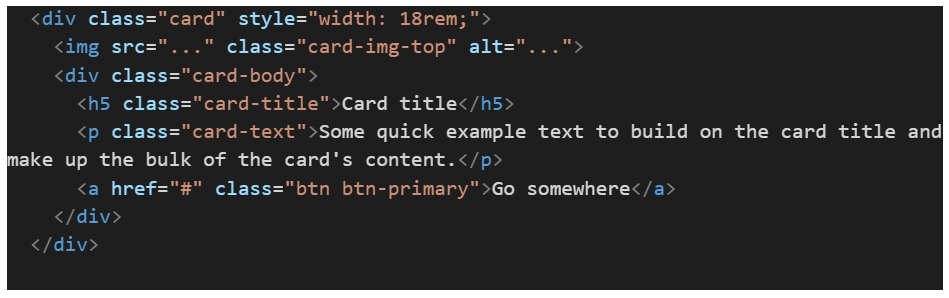 <div class="card" style="width: 18rem;">
<img src="..." class="card-img-top" alt="...">
<div class="card-body">
<h5 class="card-title">Card title</h5>
<p class="card-text">Some quick example text to build on the card title and
make up the bulk of the card's content.</p>
<a href="#" class="btn btn-primary">Go somewhere</a>
</div>
</div>